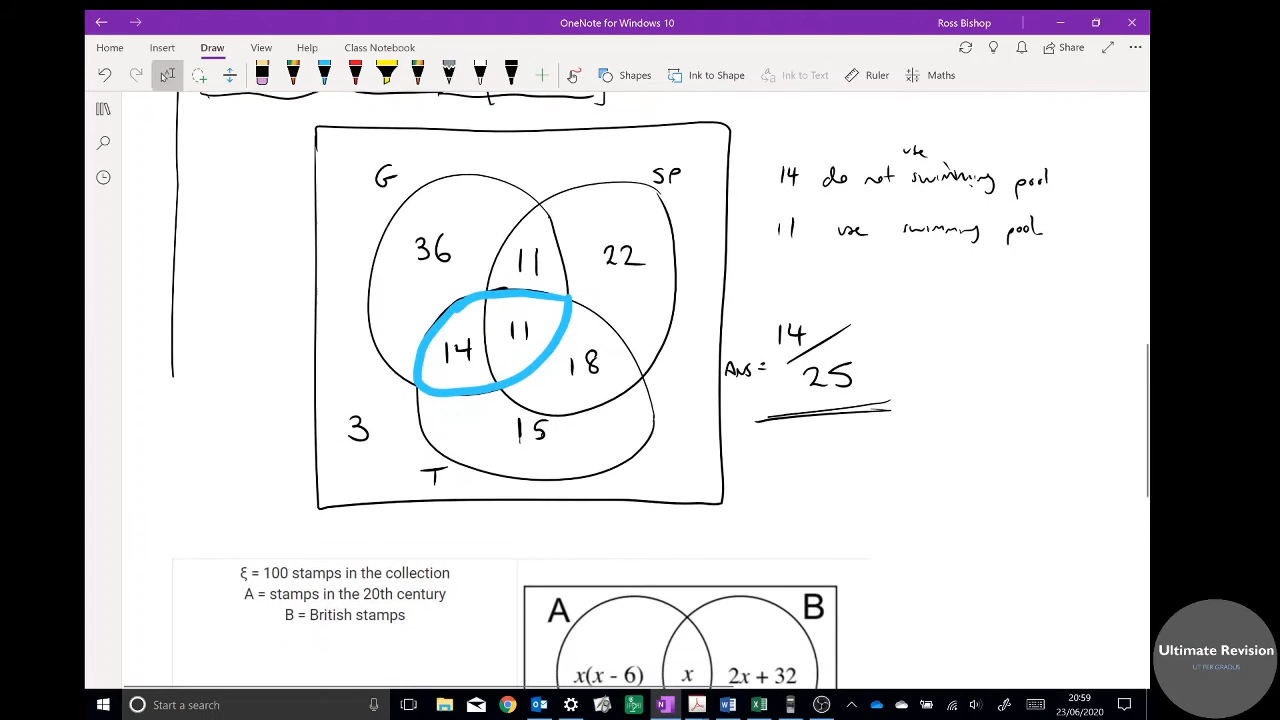 OneNote for Windows 10
Ross Bishop
Home Insert Draw View Help Class Notebook
Share
Shapes Ink to Shape Ink to Text Ruler Maths
G
SP
36
11
22
14
11
18
3
15
T
use
14 do not swimming pool
11 use swimming pool
Ans = 14/25
ξ = 100 stamps in the collection
A = stamps in the 20th century
B = British stamps
A
B
x(x - 6)
x
2x + 32
Ultimate Revision
UT PER GRADUS
Start a search
20:59
23/06/2020